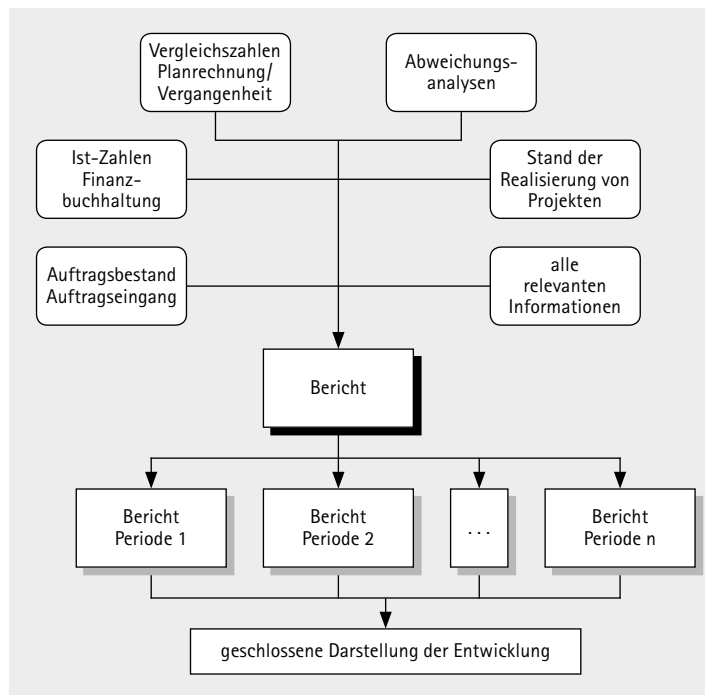 Vergleichszahlen
Planrechnung/
Vergangenheit
Abweichungs-
analysen
Ist-Zahlen
Finanz-
buchhaltung
Stand der
Realisierung von
Projekten
Auftragsbestand
Auftragseingang
alle
relevanten
Informationen
Bericht
Bericht
Periode 1
Bericht
Periode 2
. . .
Bericht
Periode n
geschlossene Darstellung der Entwicklung